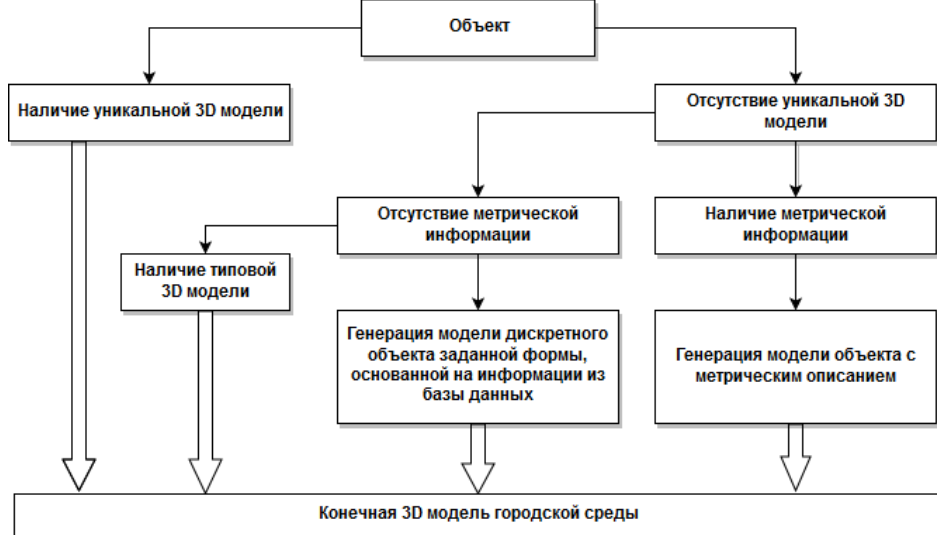 Объект
Наличие уникальной 3D модели
Отсутствие уникальной 3D
модели
Отсутствие метрической
информации
Наличие метрической
информации
Наличие типовой
3D модели
Генерация модели дискретного
объекта заданной формы,
основанной на информации из
базы данных
Генерация модели объекта с
метрическим описанием
Конечная 3D модель городской среды